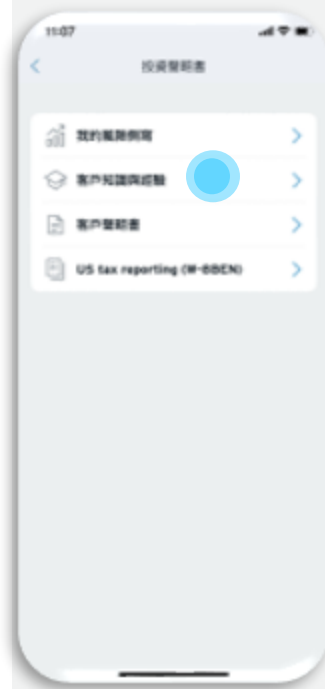 11:07
投資聲明書
我的風險側寫
客戶知識與經驗
客戶聲明書
US tax reporting (W-8BEN)